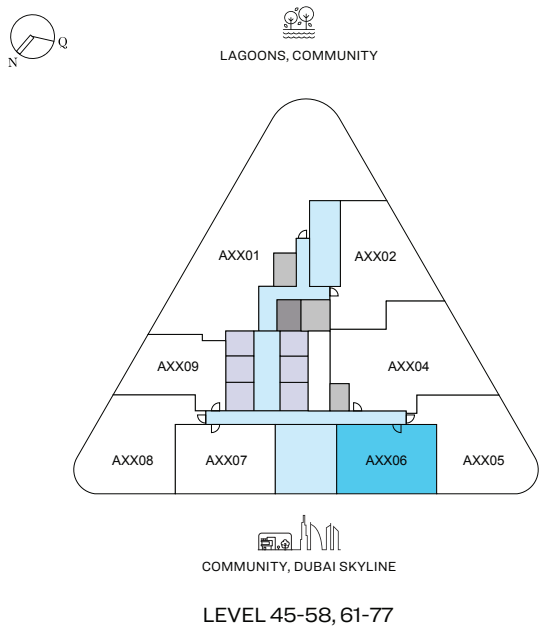 Q
N
LAGOONS, COMMUNITY
AXX01
AXX02
AXX09
AXX04
AXX08
AXX07
AXX06
AXX05
COMMUNITY, DUBAI SKYLINE
LEVEL 45-58, 61-77